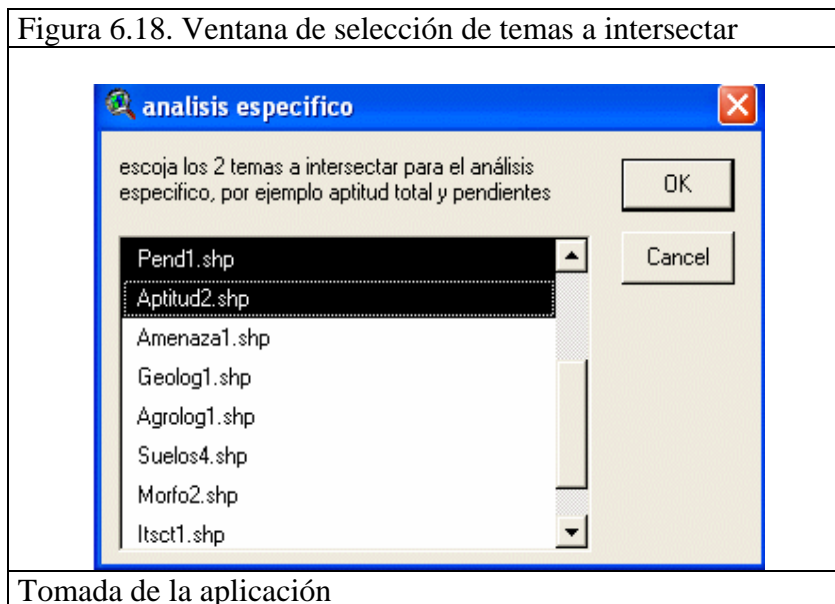 Figura 6.18. Ventana de selección de temas a intersectar
analisis especifico
escoja los 2 temas a intersectar para el análisis
especifico, por ejemplo aptitud total y pendientes
OK
Cancel
Pend1.shp
Aptitud2.shp
Amenaza1.shp
Geolog1.shp
Agrolog1.shp
Suelos4.shp
Morfo2.shp
Itsct1.shp
Tomada de la aplicación